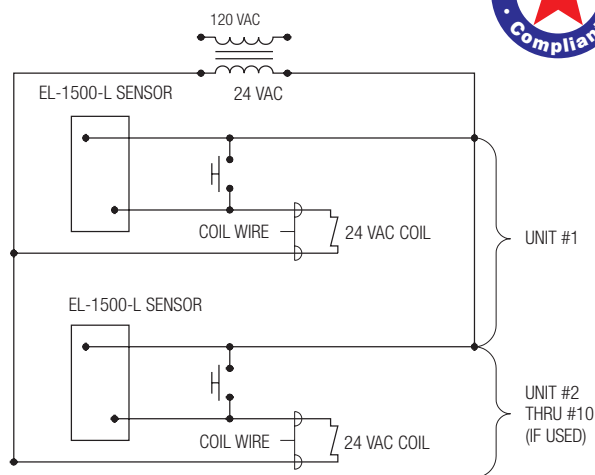 120 VAC
Compliant
EL-1500-L SENSOR
24 VAC
COIL WIRE
24 VAC COIL
UNIT #1
EL-1500-L SENSOR
COIL WIRE
24 VAC COIL
UNIT #2
THRU #10
(IF USED)